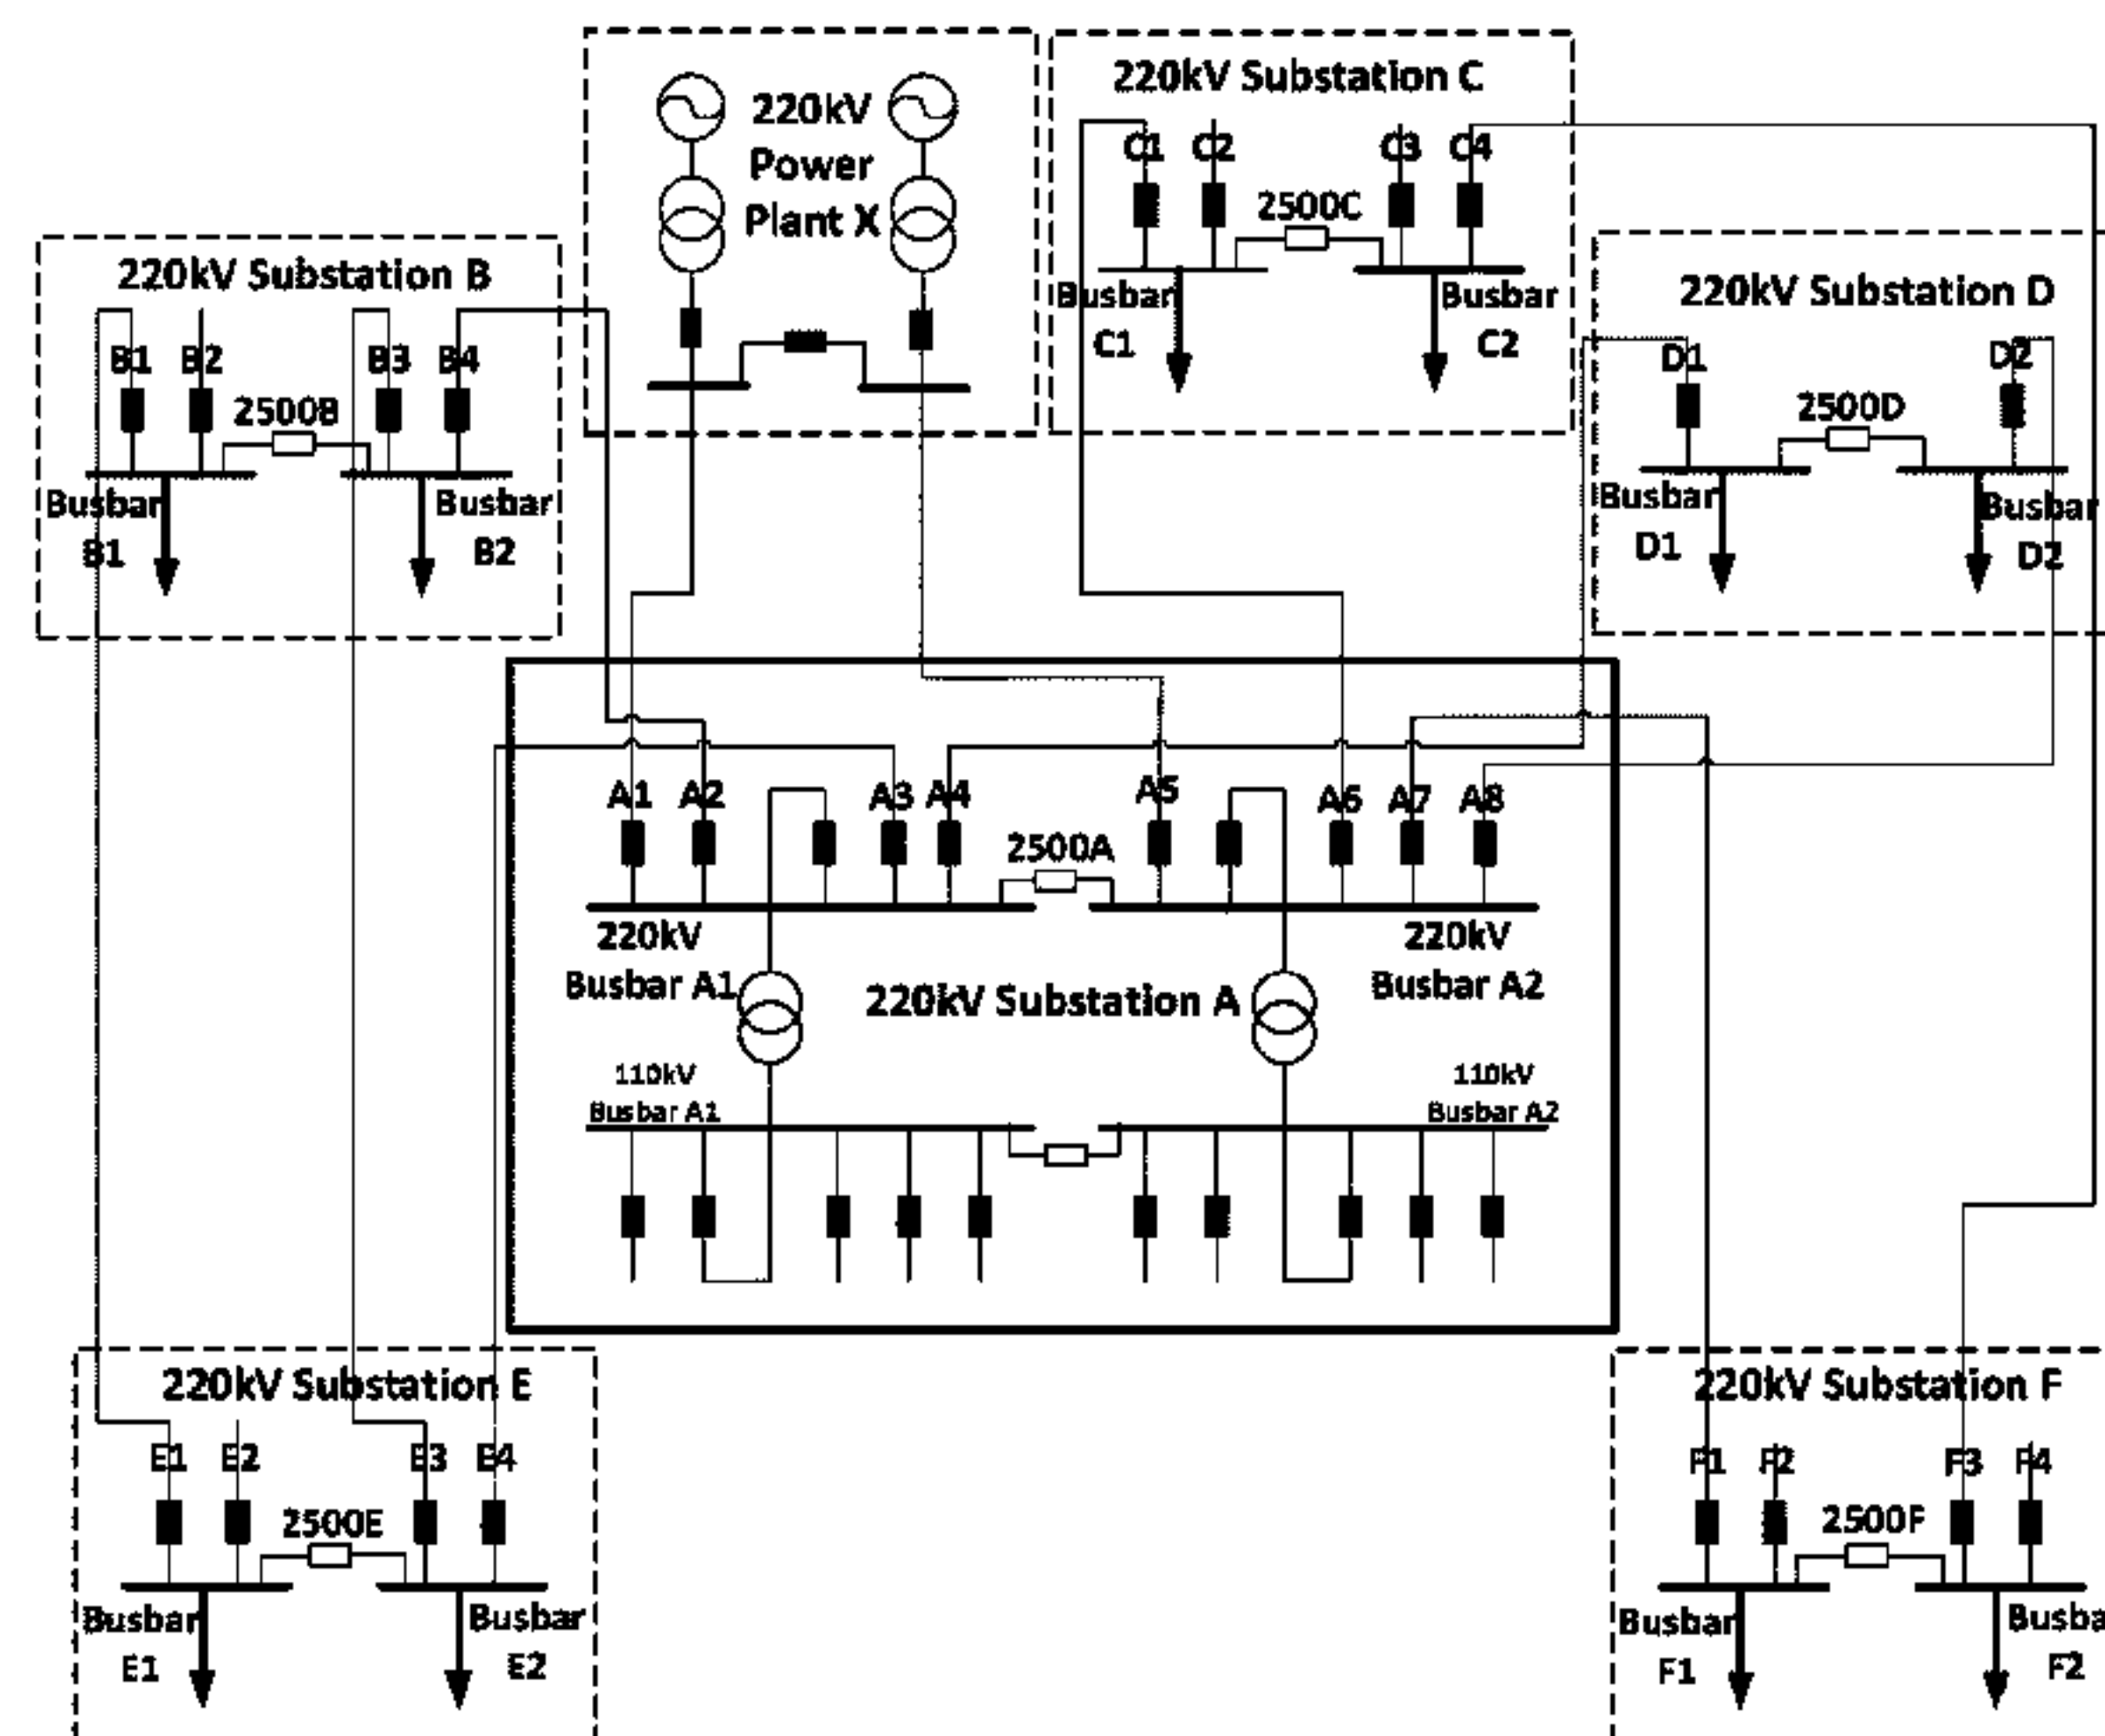 220kV Power Plant X
220kV Substation C
C1 C2 C3 C4
2500C
Busbar C1
Busbar C2
220kV Substation B
B1 B2 B3 B4
2500B
Busbar B1
Busbar B2
220kV Substation D
D1 D2
2500D
Busbar D1
Busbar D2
A1 A2 A3 A4 A5 A6 A7 A8
2500A
220kV Busbar A1
220kV Substation A
220kV Busbar A2
110kV Busbar A1
110kV Busbar A2
220kV Substation E
E1 E2 E3 E4
2500E
Busbar E1
Busbar E2
220kV Substation F
F1 F2 F3 F4
2500F
Busbar F1
Busba
F2